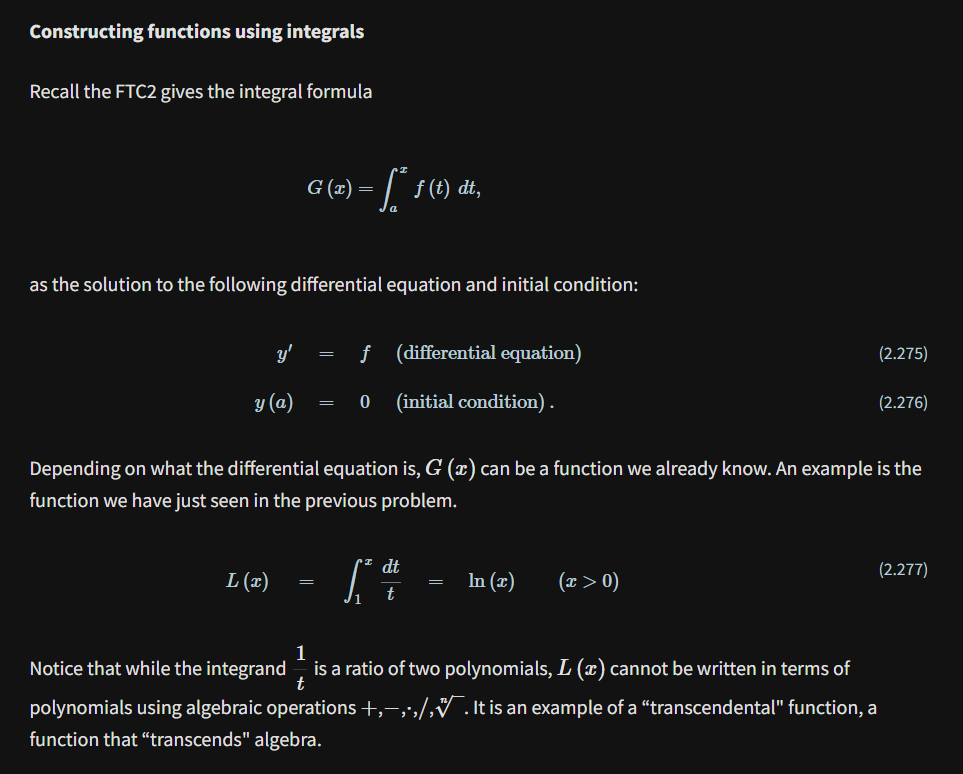 Constructing functions using integrals
Recall the FTC2 gives the integral formula
G (x) = ∫_a^x f (t) dt,
as the solution to the following differential equation and initial condition:
y′ = f (differential equation) (2.275)
y (a) = 0 (initial condition) . (2.276)
Depending on what the differential equation is, G (x) can be a function we already know. An example is the
function we have just seen in the previous problem.
L (x) = ∫_1^x dt/t = ln (x) (x > 0) (2.277)
Notice that while the integrand 1/t is a ratio of two polynomials, L (x) cannot be written in terms of
polynomials using algebraic operations +,−,·,/,ⁿ√ . It is an example of a “transcendental" function, a
function that “transcends" algebra.